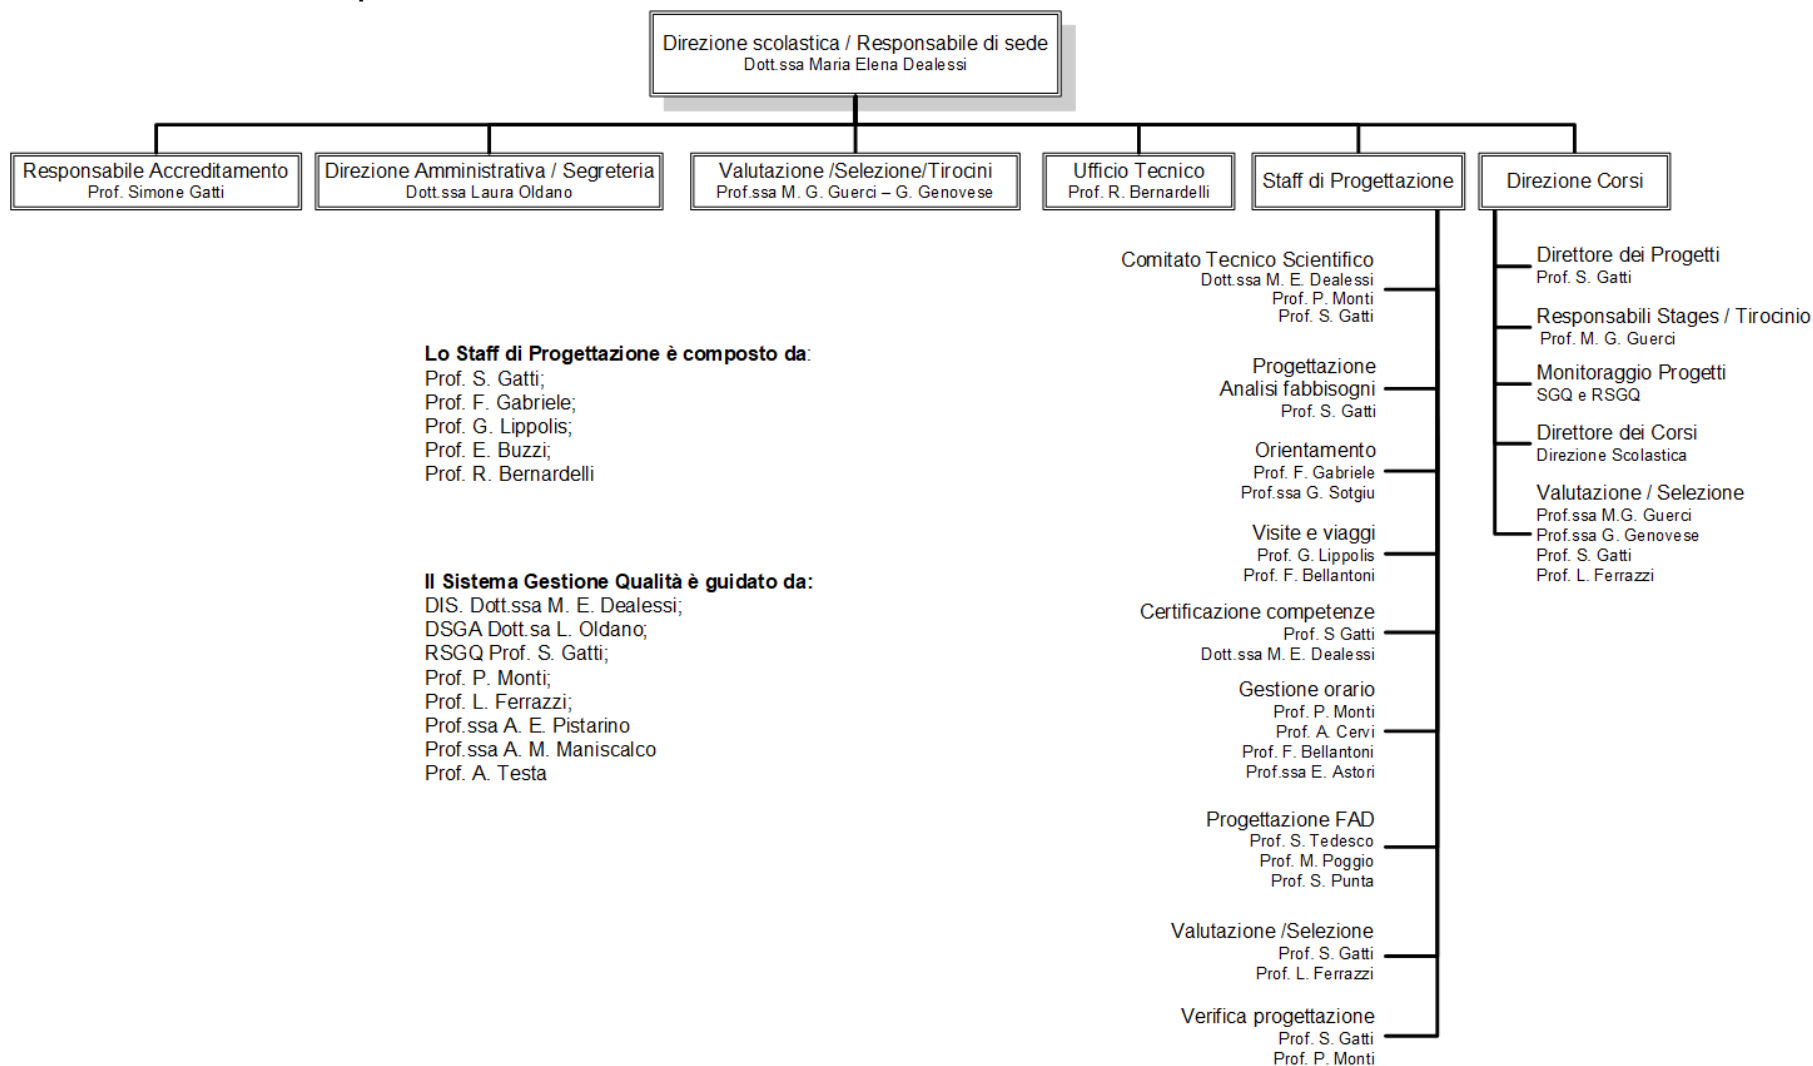 Direzione scolastica / Responsabile di sede
Dott.ssa Maria Elena Dealessi
Responsabile Accreditamento
Prof. Simone Gatti
Direzione Amministrativa / Segreteria
Dott.ssa Laura Oldano
Valutazione /Selezione/Tirocini
Prof.ssa M. G. Guerci – G. Genovese
Ufficio Tecnico
Prof. R. Bernardelli
Staff di Progettazione
Direzione Corsi
Lo Staff di Progettazione è composto da:
Prof. S. Gatti;
Prof. F. Gabriele;
Prof. G. Lippolis;
Prof. E. Buzzi;
Prof. R. Bernardelli
Il Sistema Gestione Qualità è guidato da:
DIS. Dott.ssa M. E. Dealessi;
DSGA Dott.sa L. Oldano;
RSGQ Prof. S. Gatti;
Prof. P. Monti;
Prof. L. Ferrazzi;
Prof.ssa A. E. Pistarino
Prof.ssa A. M. Maniscalco
Prof. A. Testa
Comitato Tecnico Scientifico
Dott.ssa M. E. Dealessi
Prof. P. Monti
Prof. S. Gatti
Progettazione
Analisi fabbisogni
Prof. S. Gatti
Orientamento
Prof. F. Gabriele
Prof.ssa G. Sotgiu
Visite e viaggi
Prof. G. Lippolis
Prof. F. Bellantoni
Certificazione competenze
Prof. S Gatti
Dott.ssa M. E. Dealessi
Gestione orario
Prof. P. Monti
Prof. A. Cervi
Prof. F. Bellantoni
Prof.ssa E. Astori
Progettazione FAD
Prof. S. Tedesco
Prof. M. Poggio
Prof. S. Punta
Valutazione /Selezione
Prof. S. Gatti
Prof. L. Ferrazzi
Verifica progettazione
Prof. S. Gatti
Prof. P. Monti
Direttore dei Progetti
Prof. S. Gatti
Responsabili Stages / Tirocinio
Prof. M. G. Guerci
Monitoraggio Progetti
SGQ e RSGQ
Direttore dei Corsi
Direzione Scolastica
Valutazione / Selezione
Prof.ssa M.G. Guerci
Prof.ssa G. Genovese
Prof. S. Gatti
Prof. L. Ferrazzi